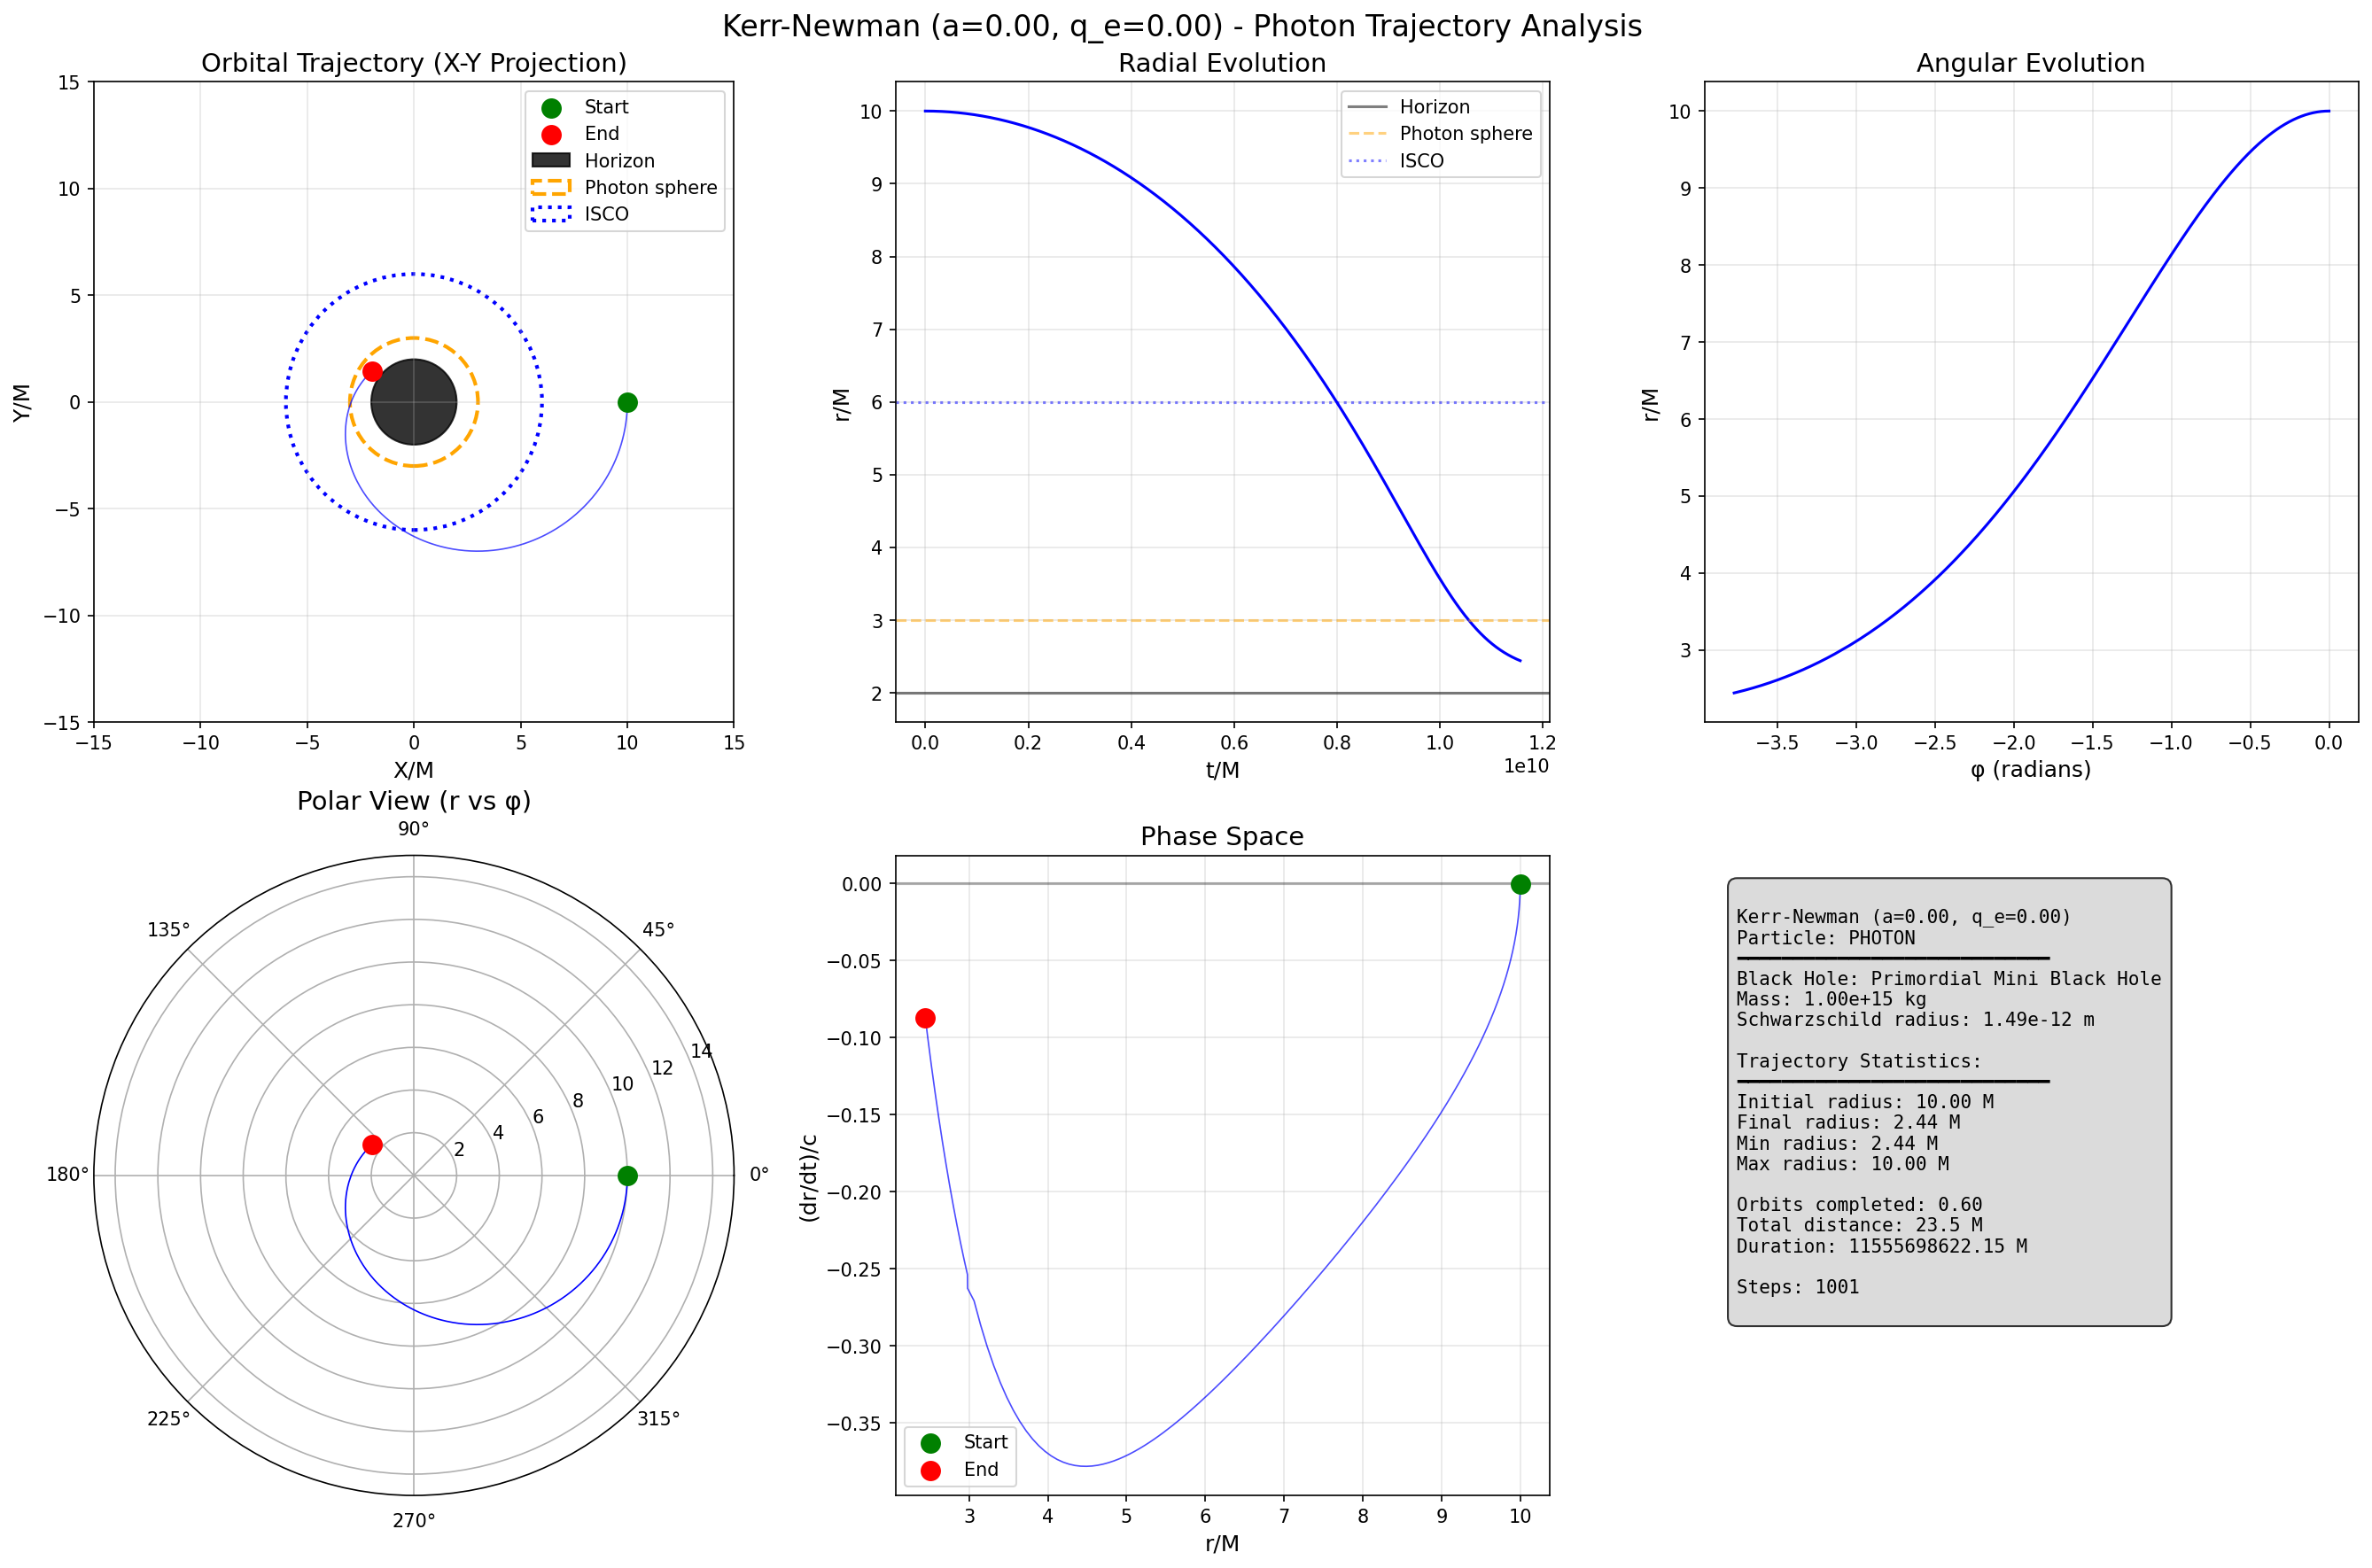 Kerr-Newman (a=0.00, q_e=0.00) - Photon Trajectory Analysis
Orbital Trajectory (X-Y Projection)
15
10
5
0
−5
−10
−15
−15
−10
−5
0
5
10
15
Y/M
X/M
Start
End
Horizon
Photon sphere
ISCO
Radial Evolution
10
9
8
7
6
5
4
3
2
0.0
0.2
0.4
0.6
0.8
1.0
1.2
1e10
r/M
t/M
Horizon
Photon sphere
ISCO
Angular Evolution
10
9
8
7
6
5
4
3
−3.5
−3.0
−2.5
−2.0
−1.5
−1.0
−0.5
0.0
r/M
φ (radians)
Polar View (r vs φ)
90°
135°
45°
180°
0°
225°
315°
270°
2
4
6
8
10
12
14
Phase Space
0.00
−0.05
−0.10
−0.15
−0.20
−0.25
−0.30
−0.35
3
4
5
6
7
8
9
10
(dr/dt)/c
r/M
Start
End
Kerr-Newman (a=0.00, q_e=0.00)
Particle: PHOTON
Black Hole: Primordial Mini Black Hole
Mass: 1.00e+15 kg
Schwarzschild radius: 1.49e-12 m
Trajectory Statistics:
Initial radius: 10.00 M
Final radius: 2.44 M
Min radius: 2.44 M
Max radius: 10.00 M
Orbits completed: 0.60
Total distance: 23.5 M
Duration: 11555698622.15 M
Steps: 1001